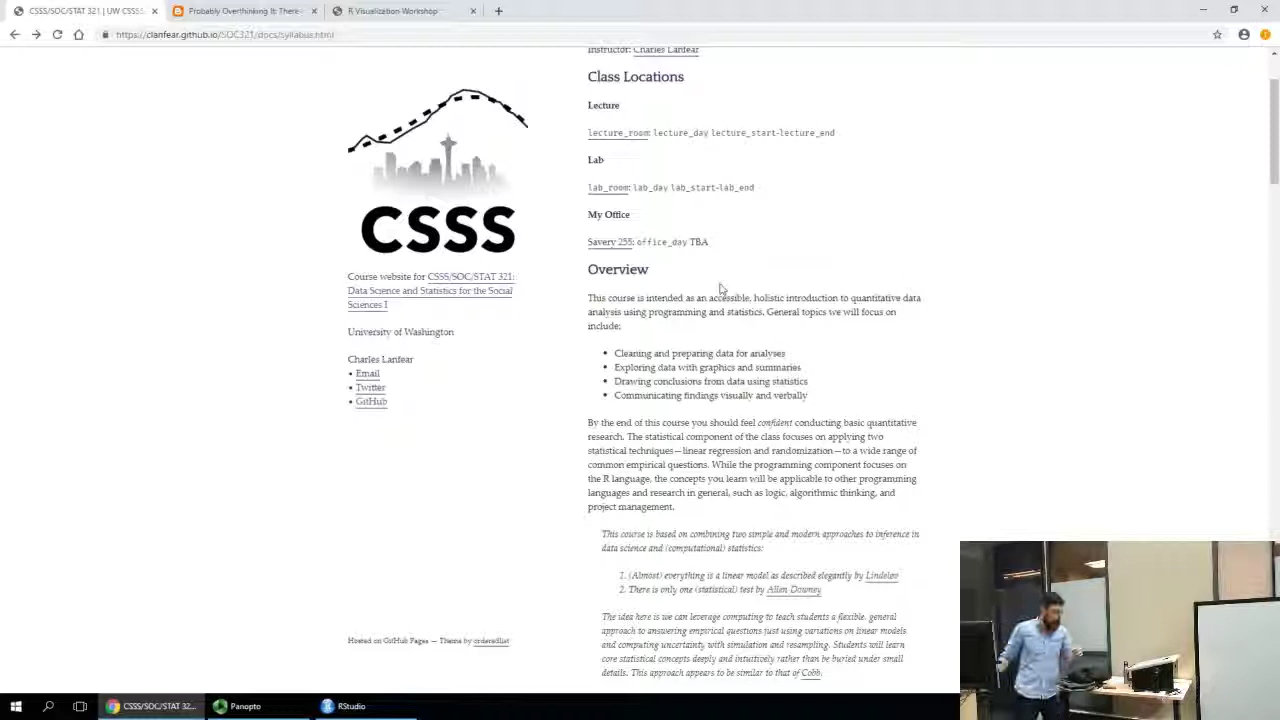 CSSS/SOC/STAT 321 | UW CSSS
Probably Overthinking It: There
R Visualization Workshop
https://clanfear.github.io/SOC321/docs/syllabus.html
Instructor: Charles Lanfear
Class Locations
Lecture
lecture_room: lecture_day lecture_start-lecture_end
Lab
lab_room: lab_day lab_start-lab_end
My Office
Savery 255: office_day TBA
Overview
This course is intended as an accessible, holistic introduction to quantitative data
analysis using programming and statistics. General topics we will focus on
include:
• Cleaning and preparing data for analyses
• Exploring data with graphics and summaries
• Drawing conclusions from data using statistics
• Communicating findings visually and verbally
By the end of this course you should feel confident conducting basic quantitative
research. The statistical component of the class focuses on applying two
statistical techniques—linear regression and randomization—to a wide range of
common empirical questions. While the programming component focuses on
the R language, the concepts you learn will be applicable to other programming
languages and research in general, such as logic, algorithmic thinking, and
project management.
This course is based on combining two simple and modern approaches to inference in
data science and (computational) statistics:
1. (Almost) everything is a linear model as described elegantly by Lindeløv
2. There is only one (statistical) test by Allen Downey
The idea here is we can leverage computing to teach students a flexible, general
approach to answering empirical questions just using variations on linear models
and computing uncertainty with simulation and resampling. Students will learn
core statistical concepts deeply and intuitively rather than be buried under small
details. This approach appears to be similar to that of Cobb.
CSSS
Course website for CSSS/SOC/STAT 321:
Data Science and Statistics for the Social
Sciences I
University of Washington
Charles Lanfear
• Email
• Twitter
• GitHub
Hosted on GitHub Pages — Theme by orderedlist
CSSS/SOC/STAT 32...
Panopto
RStudio